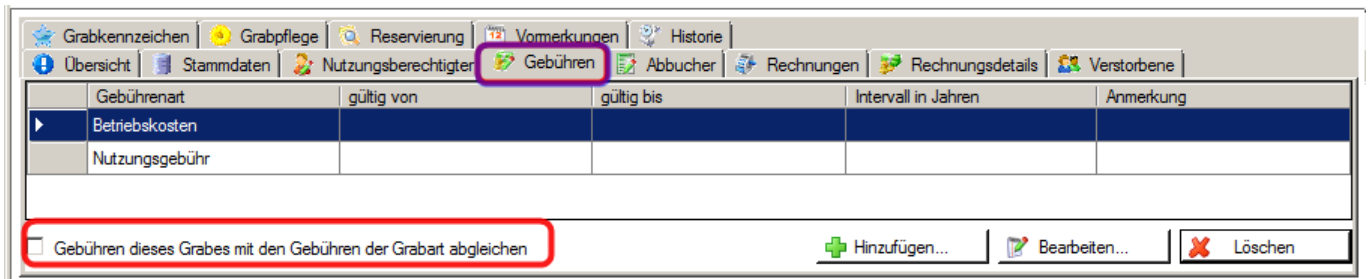 Grabkennzeichen Grabpflege Reservierung Vormerkungen Historie
Übersicht Stammdaten Nutzungsberechtigter Gebühren Abbucher Rechnungen Rechnungsdetails Verstorbene
Gebührenart gültig von gültig bis Intervall in Jahren Anmerkung
Betriebskosten
Nutzungsgebühr
Gebühren dieses Grabes mit den Gebühren der Grabart abgleichen Hinzufügen... Bearbeiten... Löschen